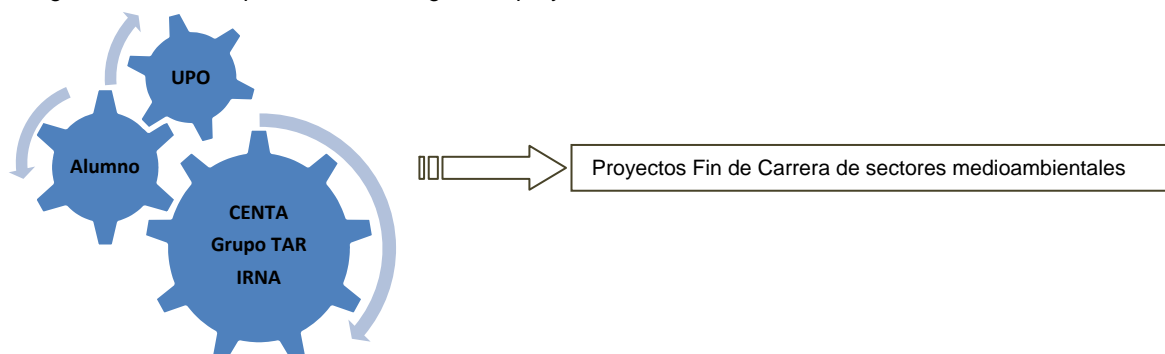 UPO
Alumno
CENTA
Grupo TAR
IRNA
Proyectos Fin de Carrera de sectores medioambientales